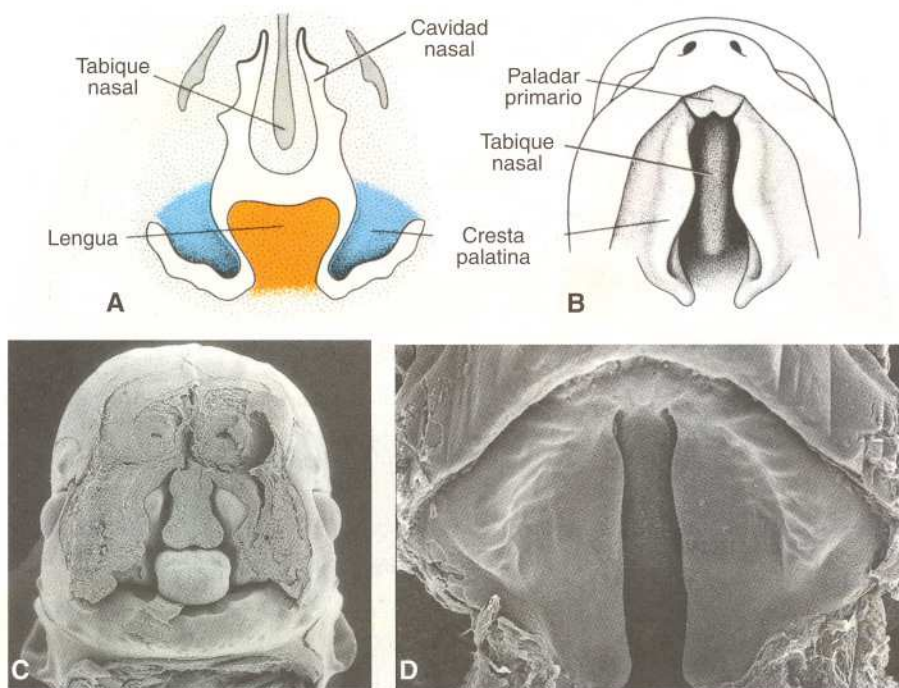 Tabique
nasal
Cavidad
nasal
Lengua
A
Paladar
primario
Tabique
nasal
Cresta
palatina
B
C
D